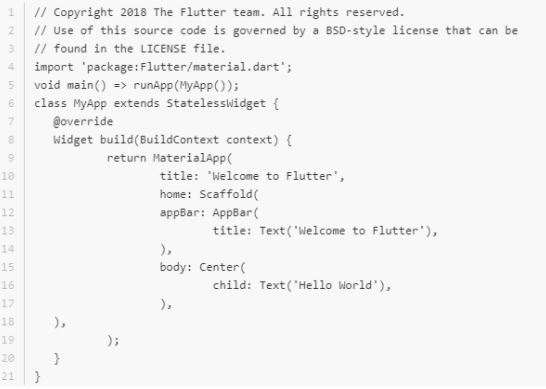 1 // Copyright 2018 The Flutter team. All rights reserved.
2 // Use of this source code is governed by a BSD-style license that can be
3 // found in the LICENSE file.
4 import 'package:Flutter/material.dart';
5 void main() => runApp(MyApp());
6 class MyApp extends StatelessWidget {
7 @override
8 Widget build(BuildContext context) {
9 return MaterialApp(
10 title: 'Welcome to Flutter',
11 home: Scaffold(
12 appBar: AppBar(
13 title: Text('Welcome to Flutter'),
14 ),
15 body: Center(
16 child: Text('Hello World'),
17 ),
18 ),
19 );
20 }
21 }